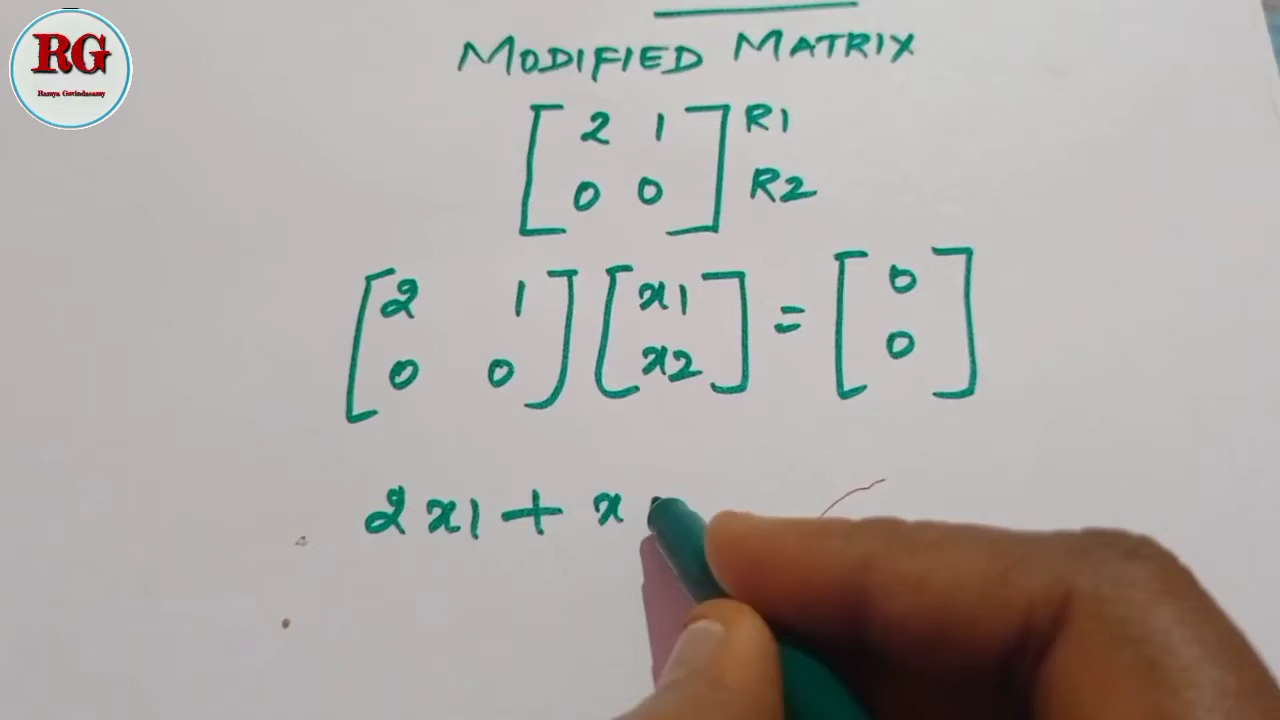 RG
Ramya Govindasamy
MODIFIED MATRIX
[ 2 1 ] R1
[ 0 0 ] R2
[ 2 1 ] [ x1 ] = [ 0 ]
[ 0 0 ] [ x2 ] [ 0 ]
2x1 + x